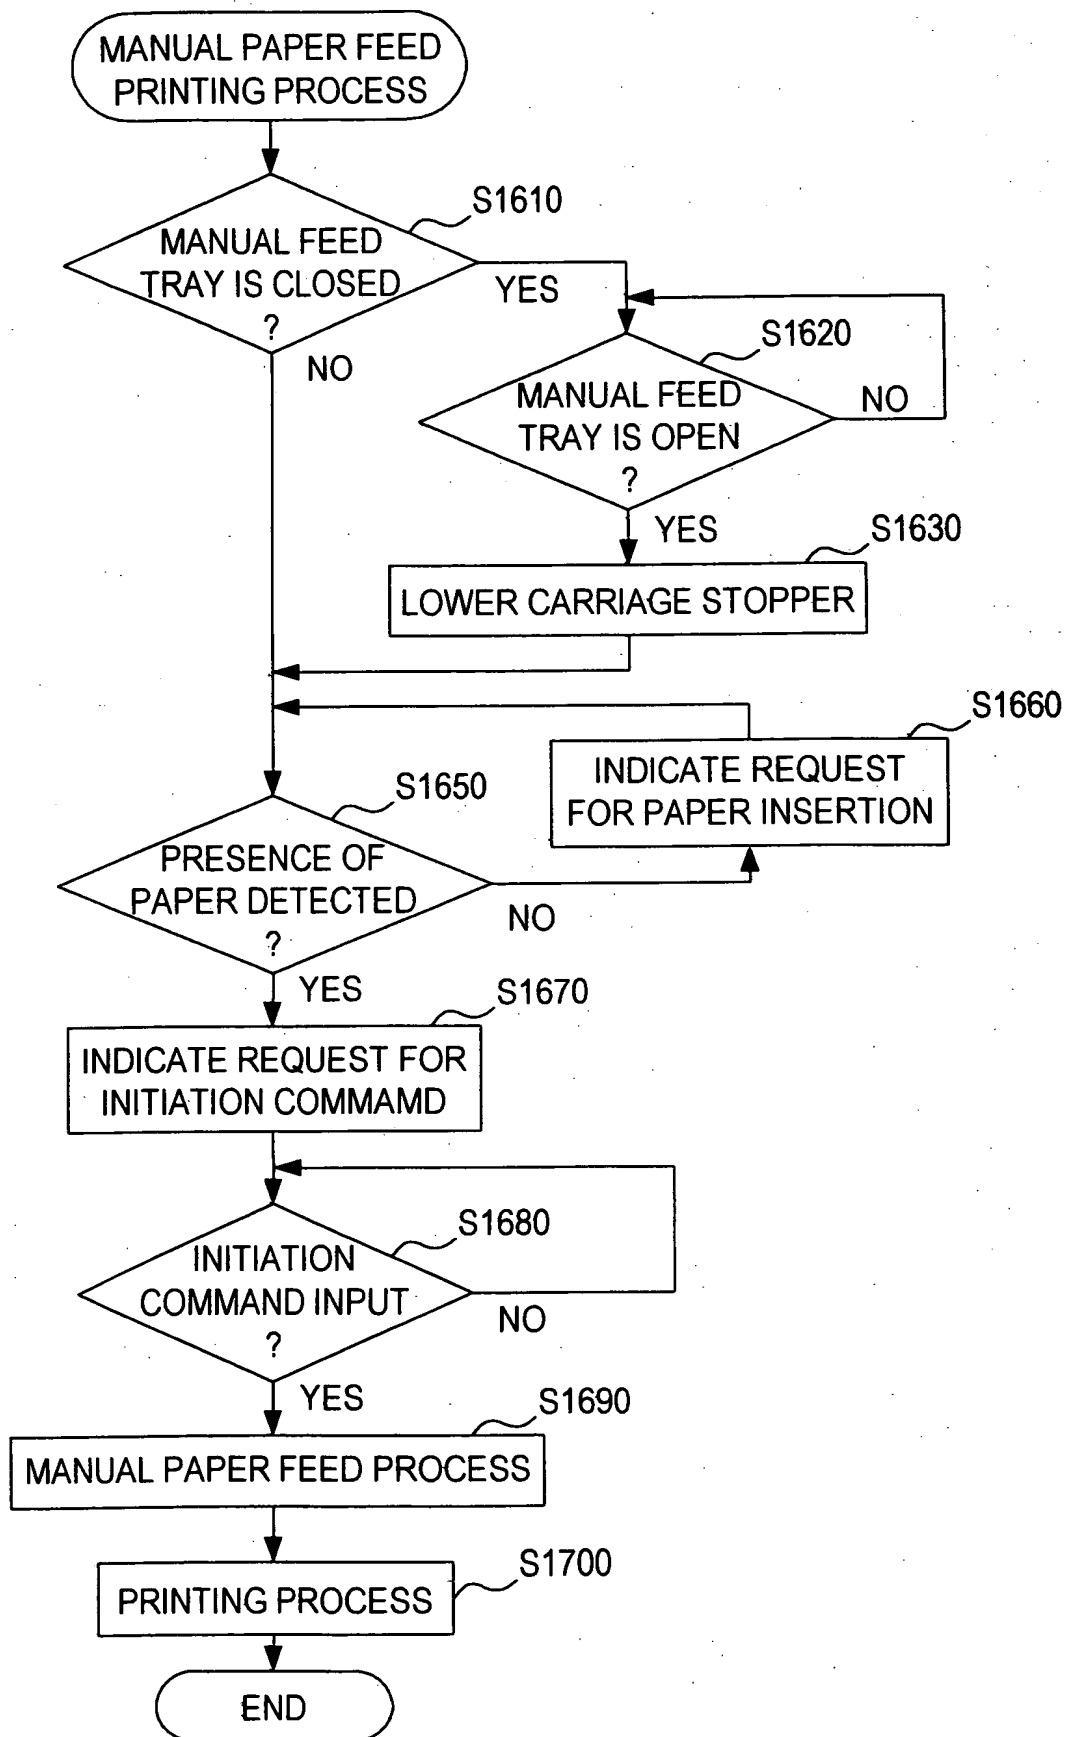 MANUAL PAPER FEED
PRINTING PROCESS
S1610
MANUAL FEED
TRAY IS CLOSED
?
YES
NO
S1620
MANUAL FEED
TRAY IS OPEN
?
NO
YES
S1630
LOWER CARRIAGE STOPPER
S1660
INDICATE REQUEST
FOR PAPER INSERTION
S1650
PRESENCE OF
PAPER DETECTED
?
NO
YES
S1670
INDICATE REQUEST FOR
INITIATION COMMAMD
S1680
INITIATION
COMMAND INPUT
?
NO
YES
S1690
MANUAL PAPER FEED PROCESS
S1700
PRINTING PROCESS
END